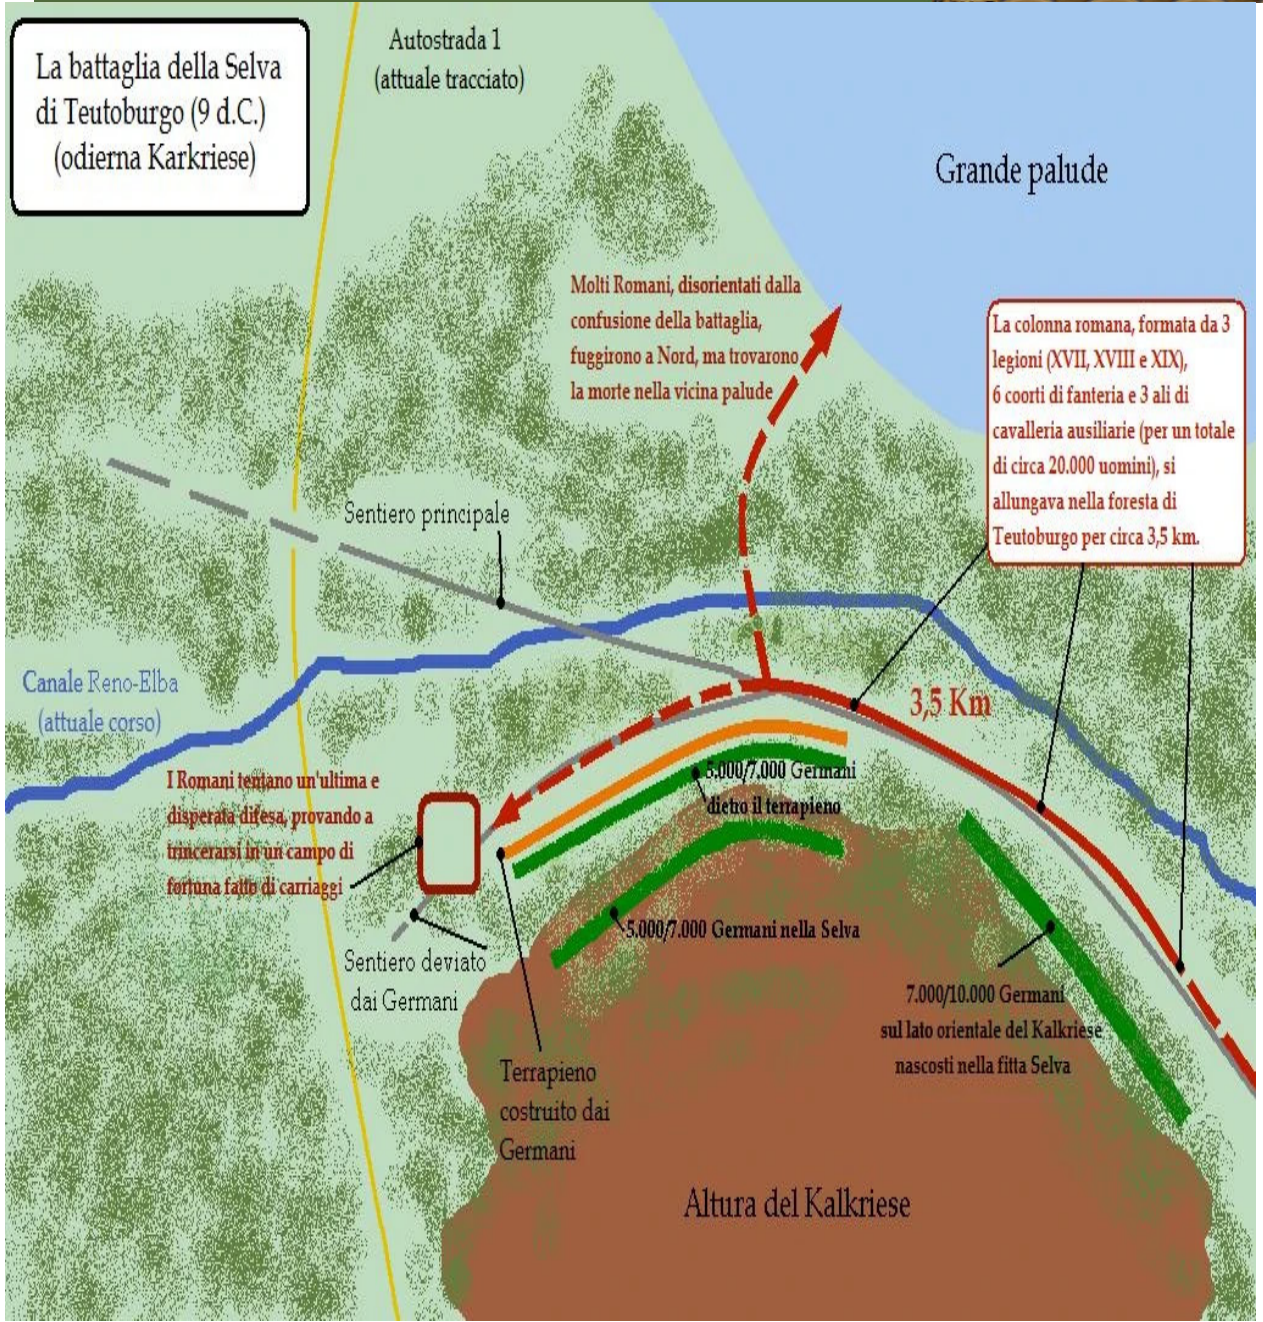 La battaglia della Selva
di Teutoburgo (9 d.C.)
(odierna Karkriese)
Autostrada 1
(attuale tracciato)
Grande palude
Molti Romani, disorientati dalla
confusione della battaglia,
fuggirono a Nord, ma trovarono
la morte nella vicina palude
La colonna romana, formata da 3
legioni (XVII, XVIII e XIX),
6 coorti di fanteria e 3 ali di
cavalleria ausiliarie (per un totale
di circa 20.000 uomini), si
allungava nella foresta di
Teutoburgo per circa 3,5 km.
Sentiero principale
Canale Reno-Elba
(attuale corso)
3,5 Km
I Romani tentano un'ultima e
disperata difesa, provando a
trincerarsi in un campo di
fortuna fatto di carriaggi
5.000/7.000 Germani
dietro il terrapieno
5.000/7.000 Germani nella Selva
Sentiero deviato
dai Germani
7.000/10.000 Germani
sul lato orientale del Kalkriese
nascosti nella fitta Selva
Terrapieno
costruito dai
Germani
Altura del Kalkriese